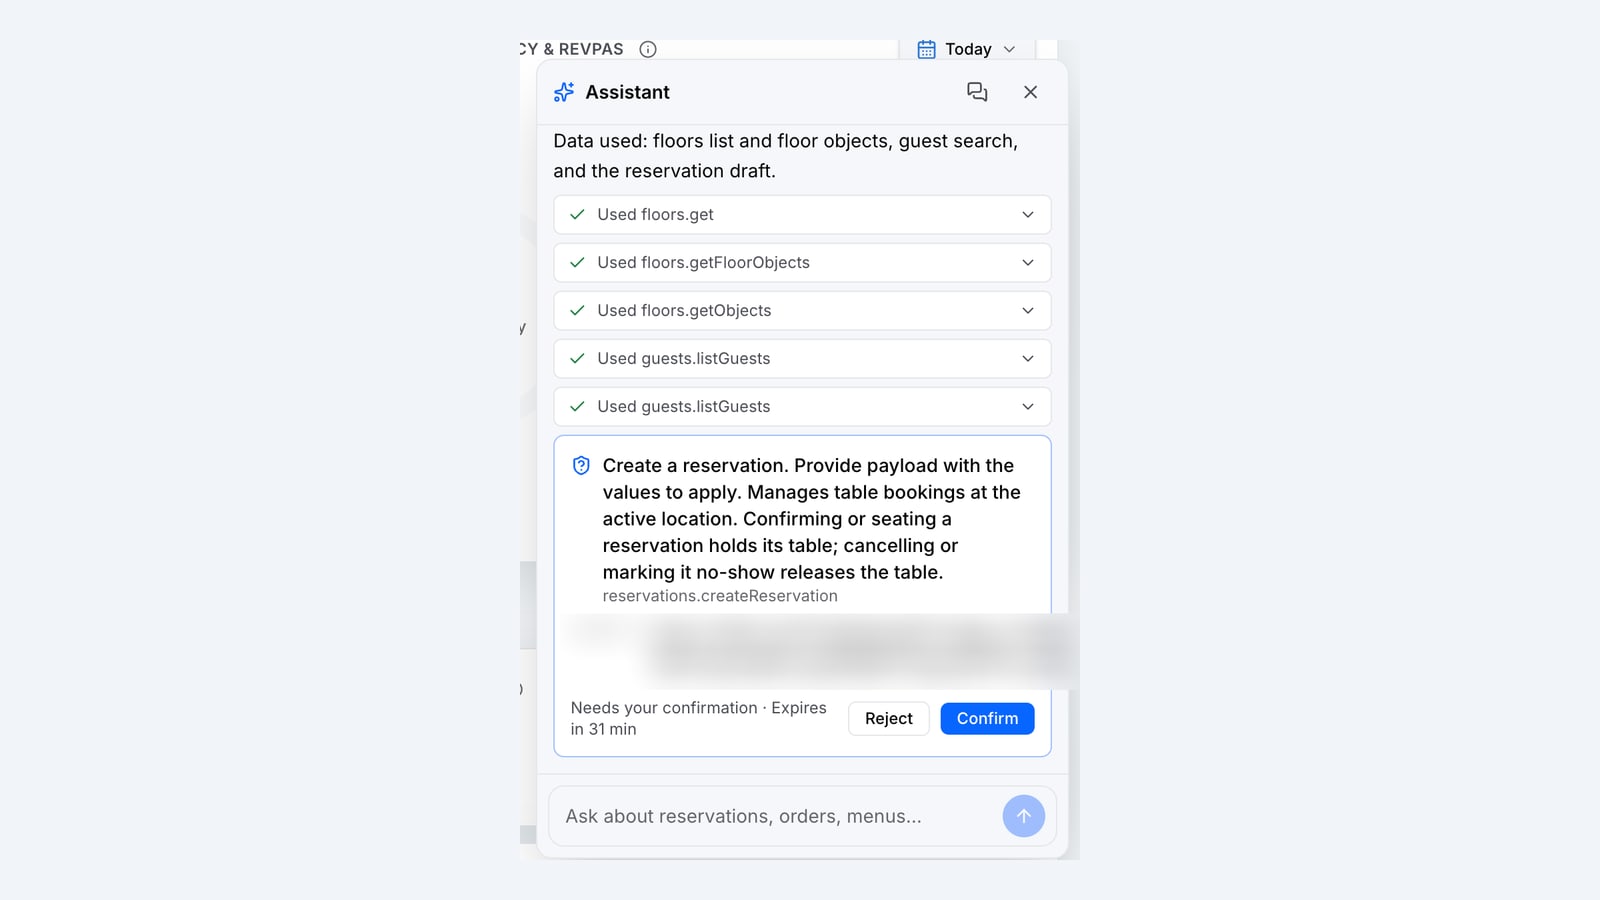 CY & REVPAS
Today
Assistant
Data used: floors list and floor objects, guest search,
and the reservation draft.
Used floors.get
Used floors.getFloorObjects
Used floors.getObjects
Used guests.listGuests
Used guests.listGuests
Create a reservation. Provide payload with the
values to apply. Manages table bookings at the
active location. Confirming or seating a
reservation holds its table; cancelling or
marking it no-show releases the table.
reservations.createReservation
Needs your confirmation · Expires
in 31 min
Reject
Confirm
Ask about reservations, orders, menus...